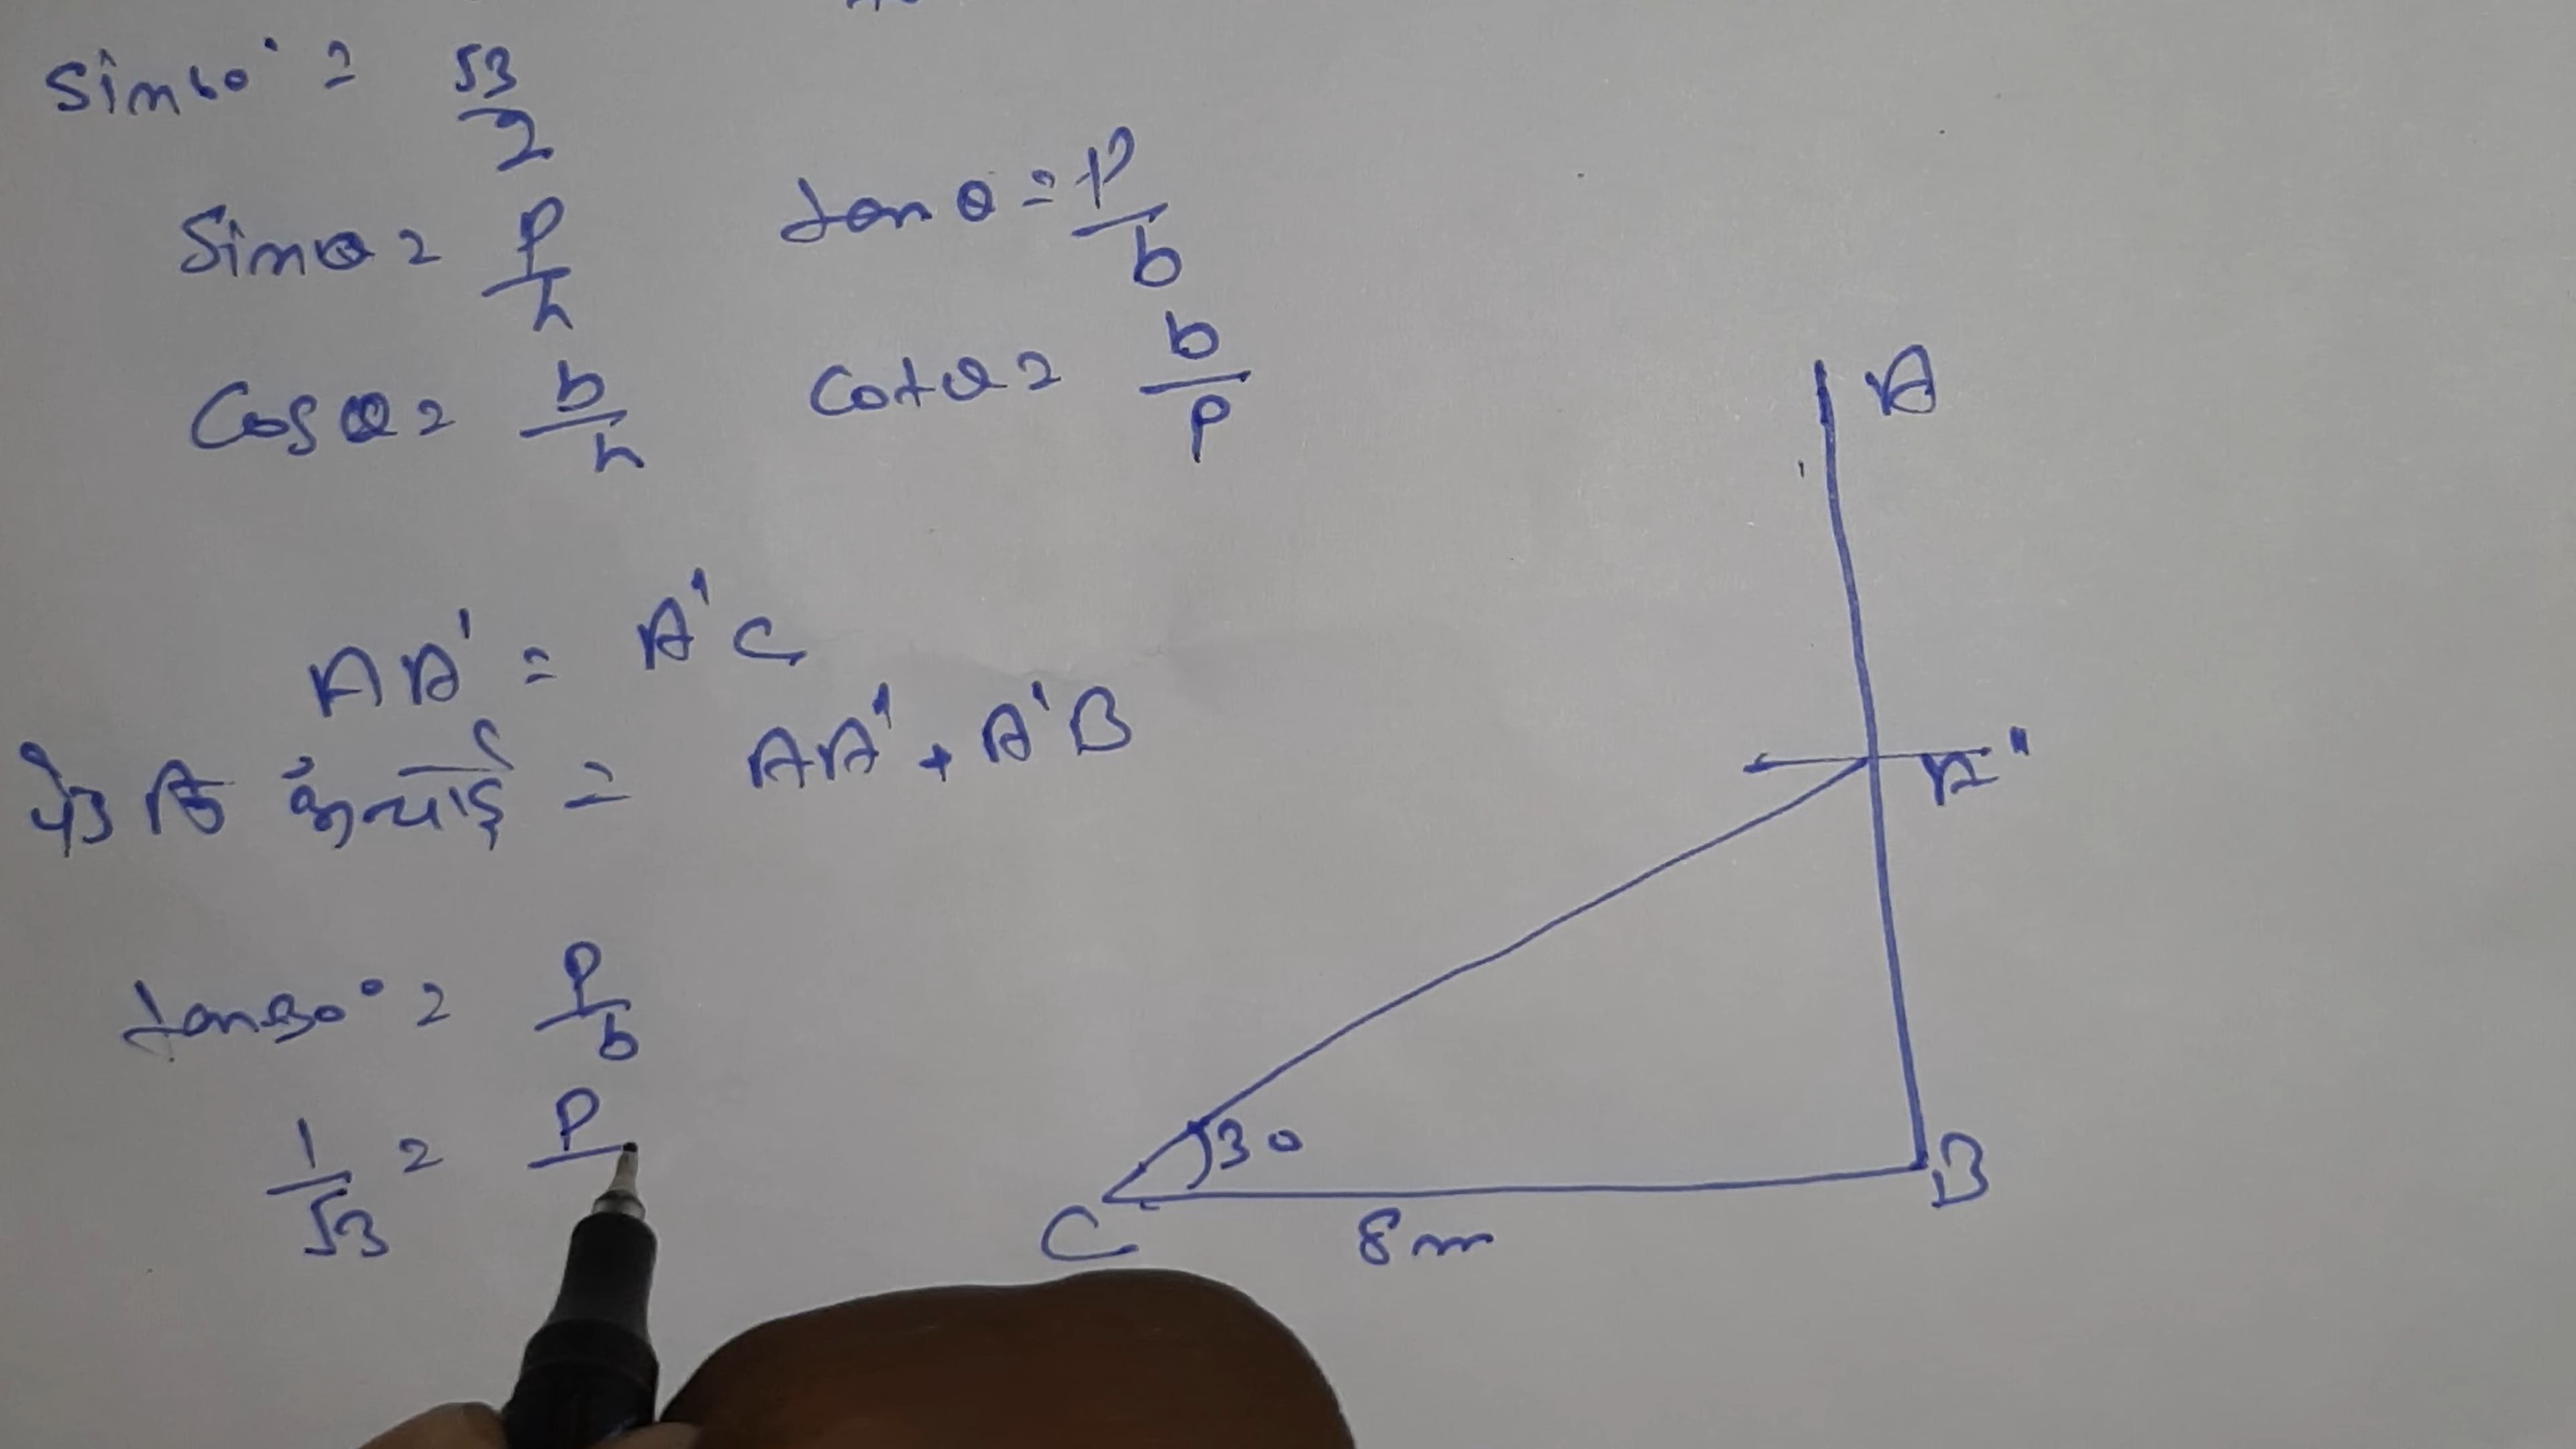 Sin60° = √3/2
Sinθ = p/h
tanθ = p/b
Cosθ = b/h
Cotθ = b/p
AA' = A'C
पेड कि ऊँचाई = AA' + A'B
tan30° = p/b
1/√3 = p
A
A'
30
B
C
8m